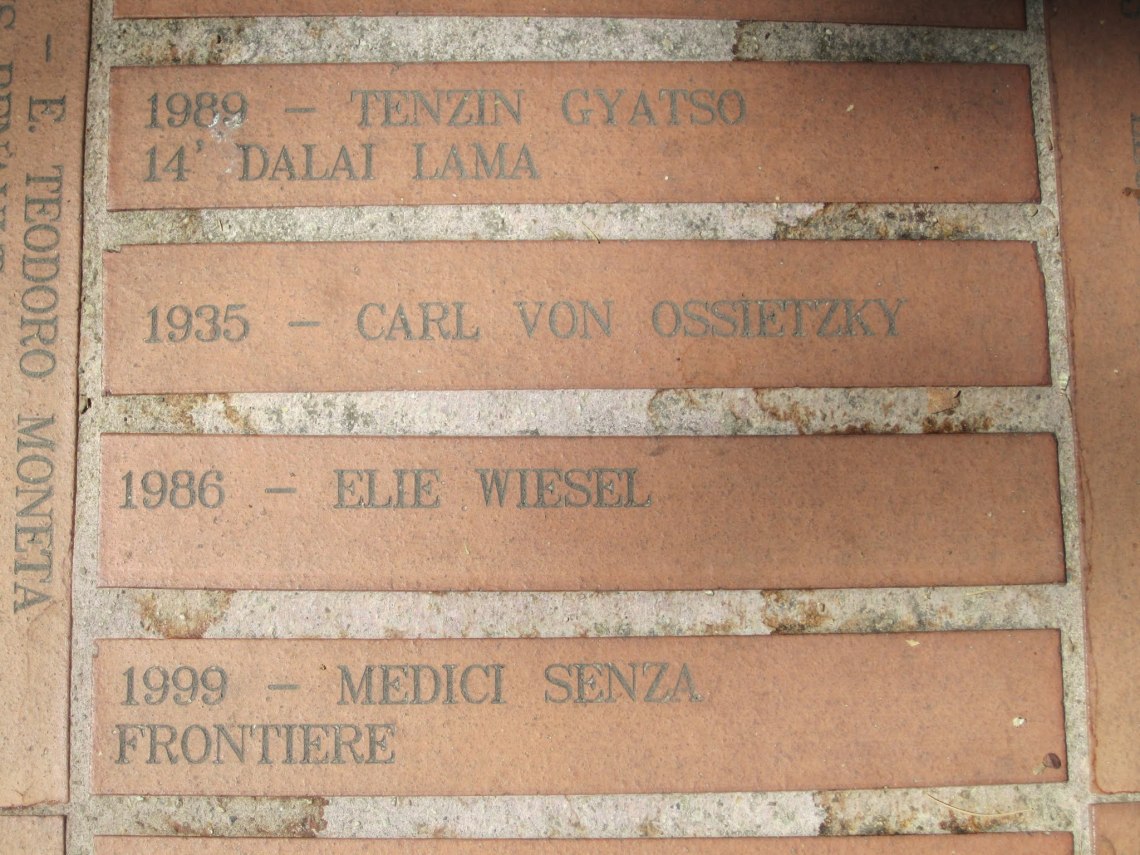 1989 – TENZIN GYATSO
14' DALAI LAMA
1935 – CARL VON OSSIETZKY
1986 – ELIE WIESEL
1999 – MEDICI SENZA
FRONTIERE
– E. TEODORO MONETA